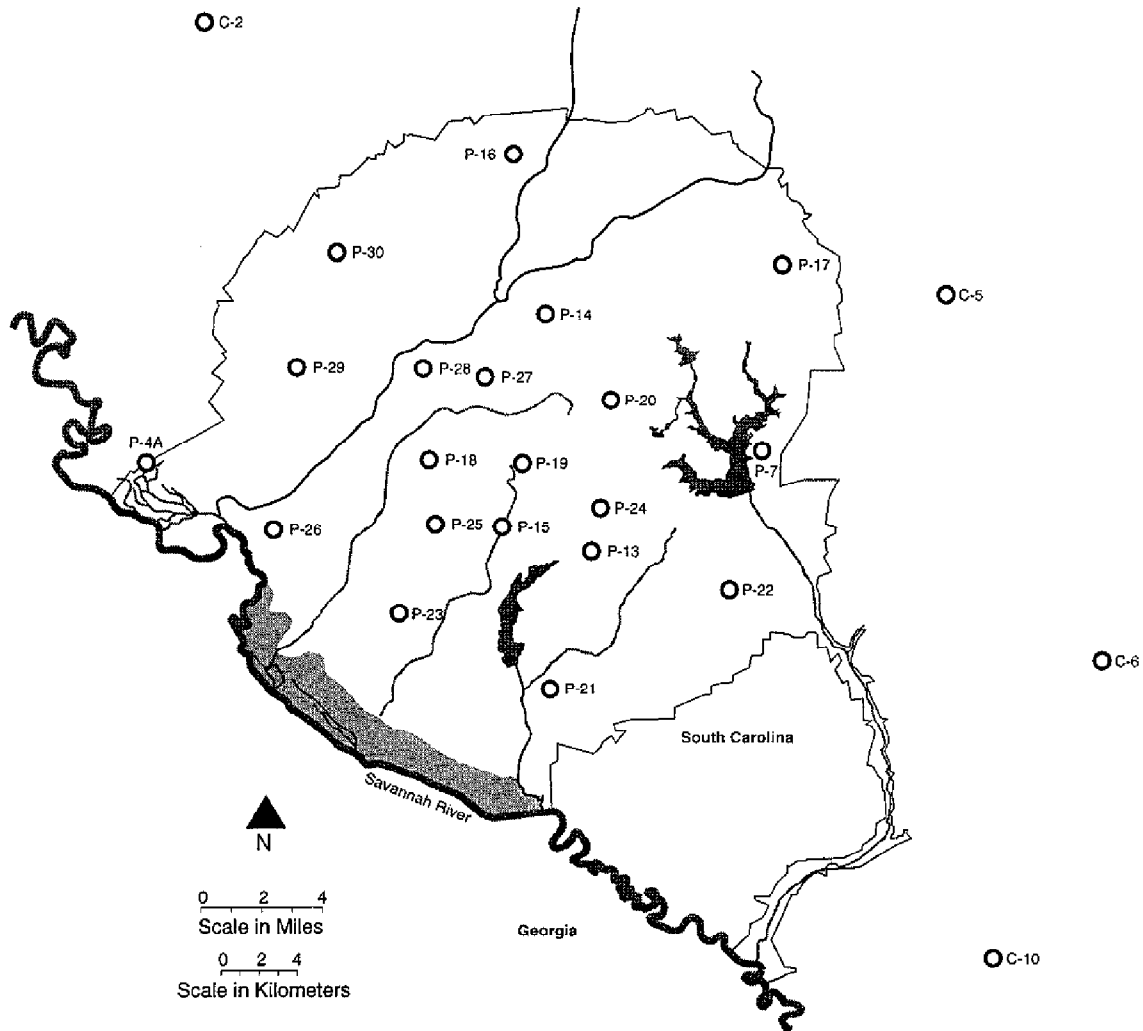 C-2
P-16
P-30
P-17
C-5
P-14
P-29
P-28
P-27
P-20
P-4A
P-7
P-18
P-19
P-24
P-26
P-25
P-15
P-13
P-22
P-23
C-6
P-21
South Carolina
Savannah River
N
0 2 4
Scale in Miles
Georgia
0 2 4
Scale in Kilometers
C-10